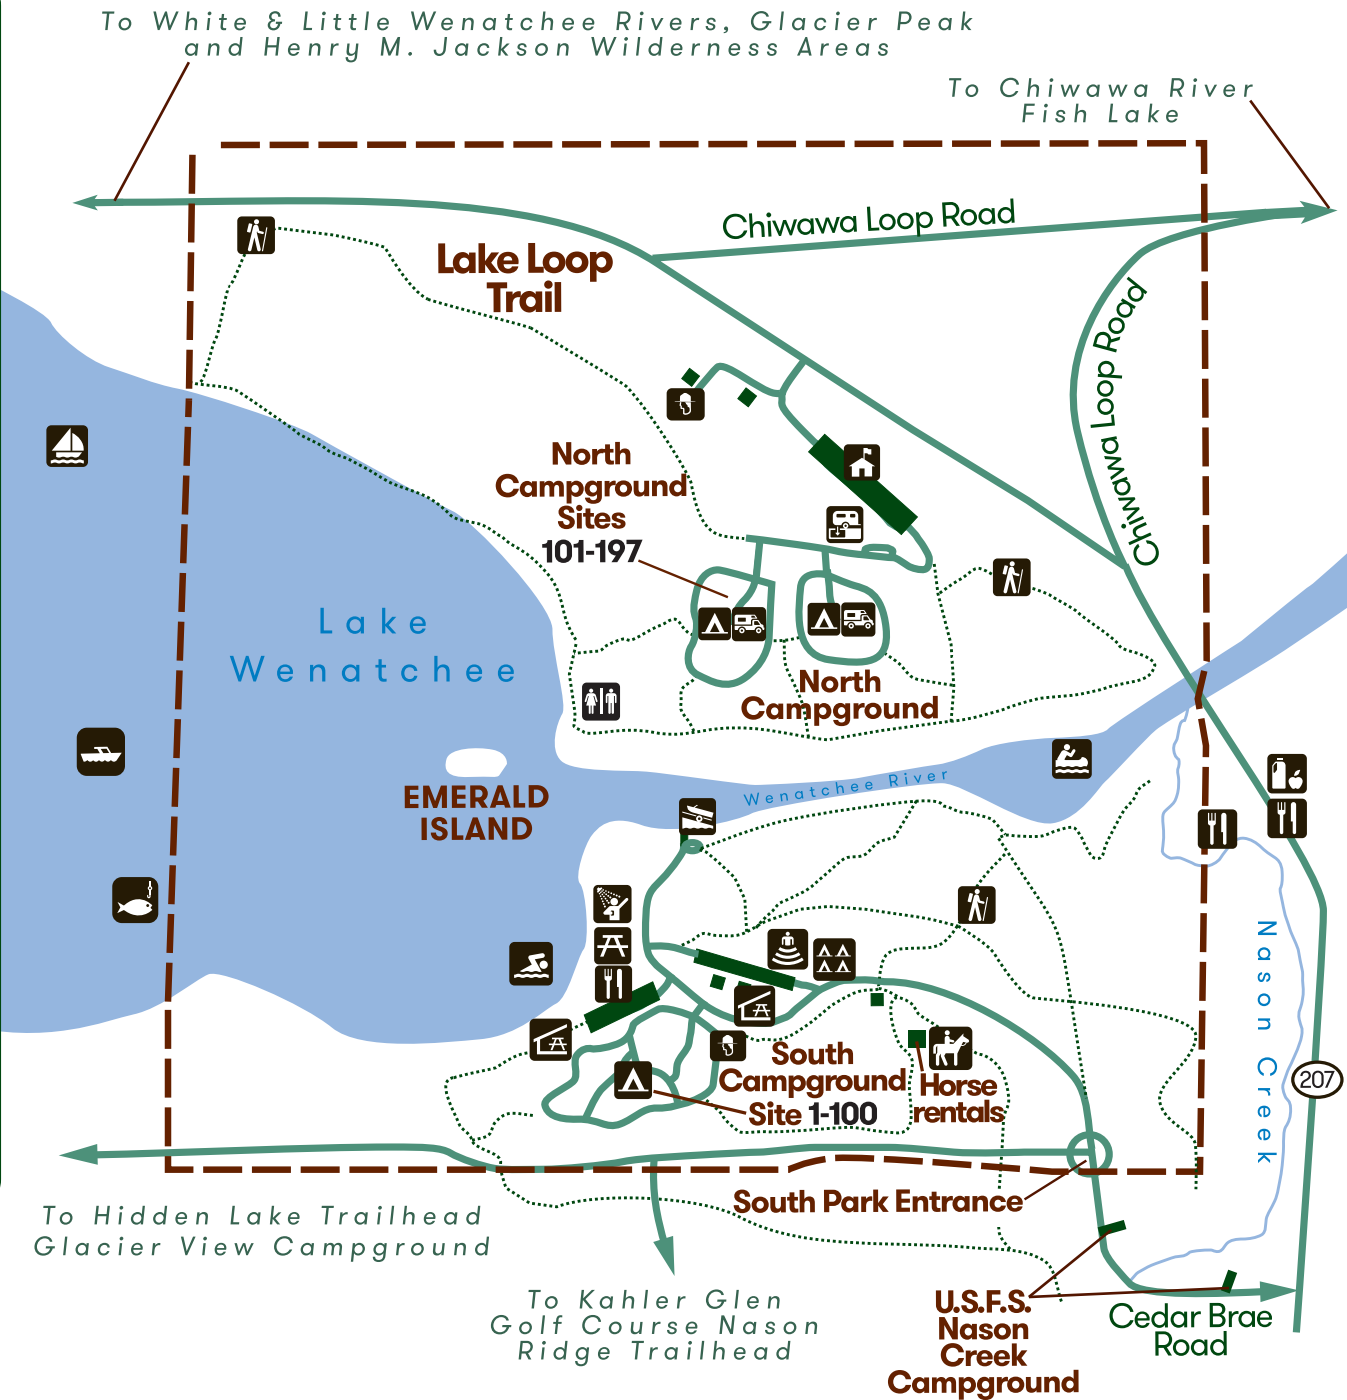 To White & Little Wenatchee Rivers, Glacier Peak
and Henry M. Jackson Wilderness Areas
To Chiwawa River
Fish Lake
Chiwawa Loop Road
Lake Loop
Trail
Chiwawa Loop Road
North
Campground
Sites
101-197
Lake
Wenatchee
North
Campground
EMERALD
ISLAND
Wenatchee River
Nason Creek
207
South
Campground
Site 1-100
Horse
rentals
South Park Entrance
To Hidden Lake Trailhead
Glacier View Campground
To Kahler Glen
Golf Course Nason
Ridge Trailhead
U.S.F.S.
Nason
Creek
Campground
Cedar Brae
Road